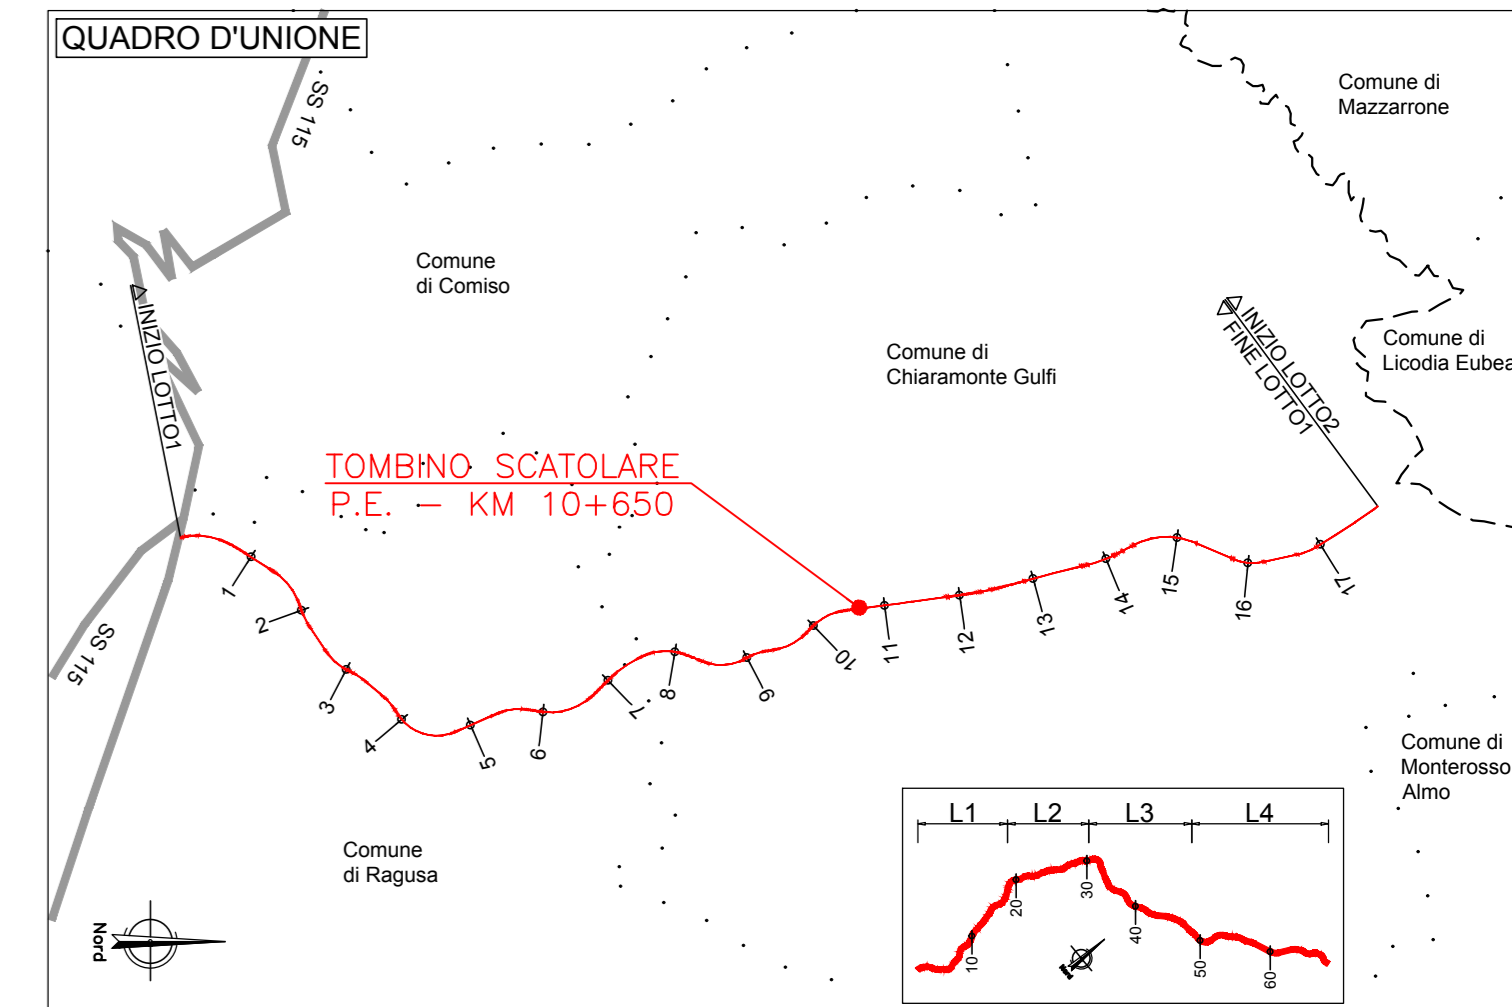 QUADRO D'UNIONE
SS 115
Comune di
Mazzarrone
Comune
di Comiso
INIZIO LOTTO1
Comune di
Chiaramonte Gulfi
INIZIO LOTTO2
FINE LOTTO1
Comune di
Licodia Eubea
TOMBINO SCATOLARE
P.E. – KM 10+650
SS 115
1
2
3
4
5
6
7
8
9
10
11
12
13
14
15
16
17
Comune di
Monterosso
Almo
Comune
di Ragusa
Nord
L1
L2
L3
L4
10
20
30
40
50
60